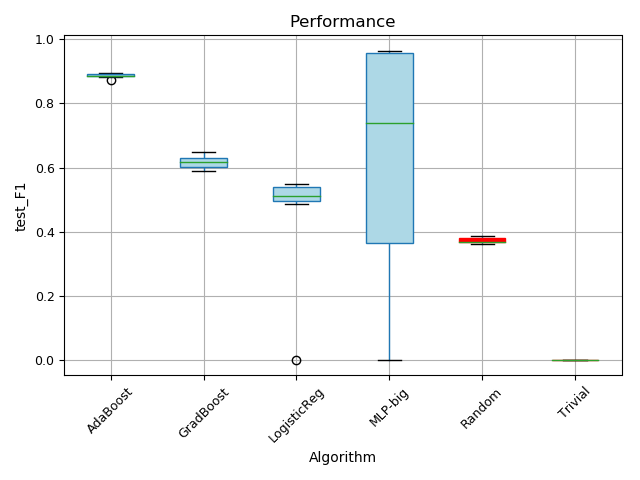 Performance
1.0
0.8
0.6
0.4
0.2
0.0
test_F1
AdaBoost
GradBoost
LogisticReg
MLP-big
Random
Trivial
Algorithm